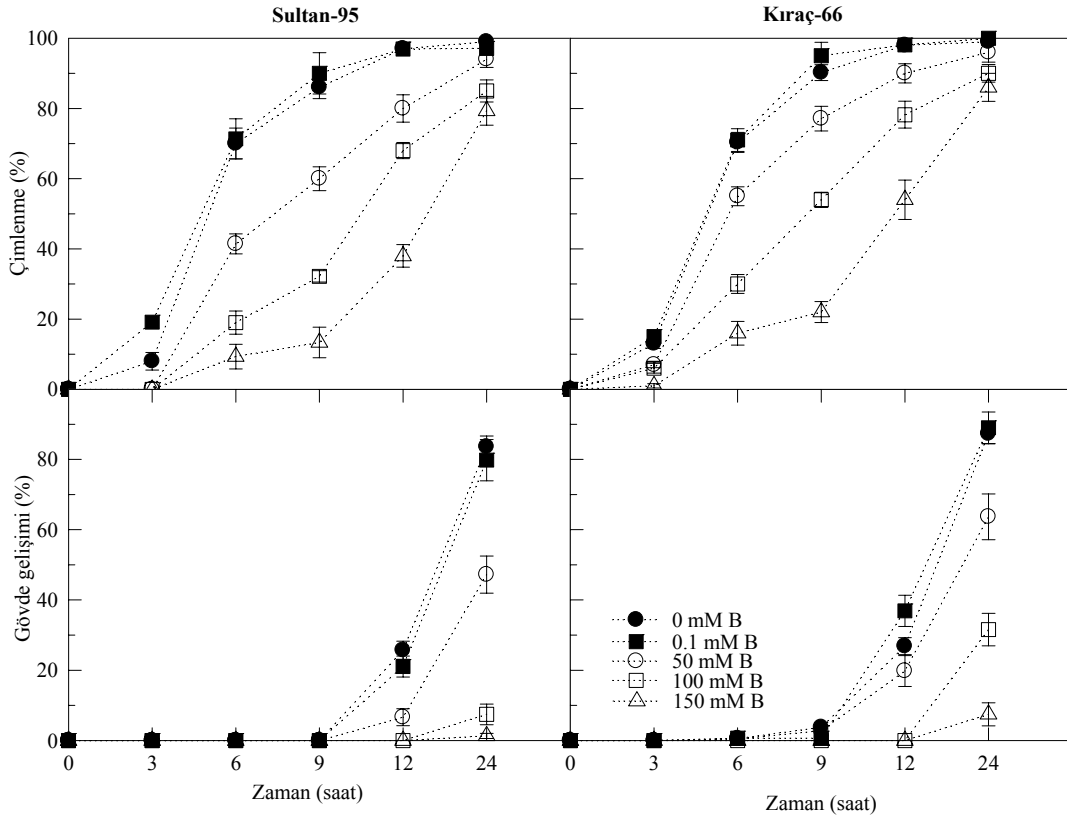 Sultan-95
Kıraç-66
Çimlenme (%)
100
80
60
40
20
0
Gövde gelişimi (%)
80
60
40
20
0
0 mM B
0.1 mM B
50 mM B
100 mM B
150 mM B
0 3 6 9 12 24
0 3 6 9 12 24
Zaman (saat)
Zaman (saat)